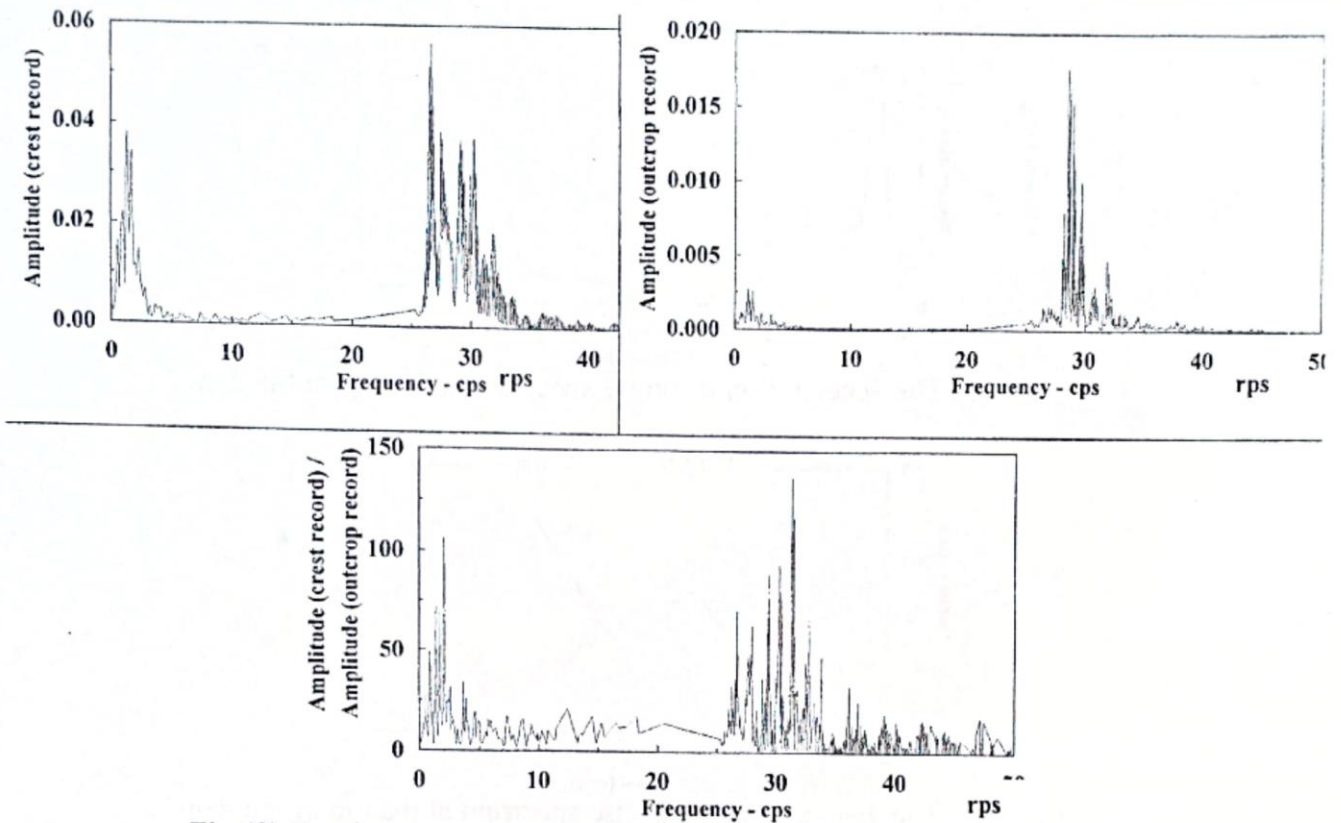 Amplitude (crest record)
0.06
0.04
0.02
0.00
0 10 20 30 40
Frequency - cps rps
Amplitude (outcrop record)
0.020
0.015
0.010
0.005
0.000
0 10 20 30 40
Frequency - cps rps
Amplitude (crest record) /
Amplitude (outcrop record)
150
100
50
0
0 10 20 30 40
Frequency - cps rps